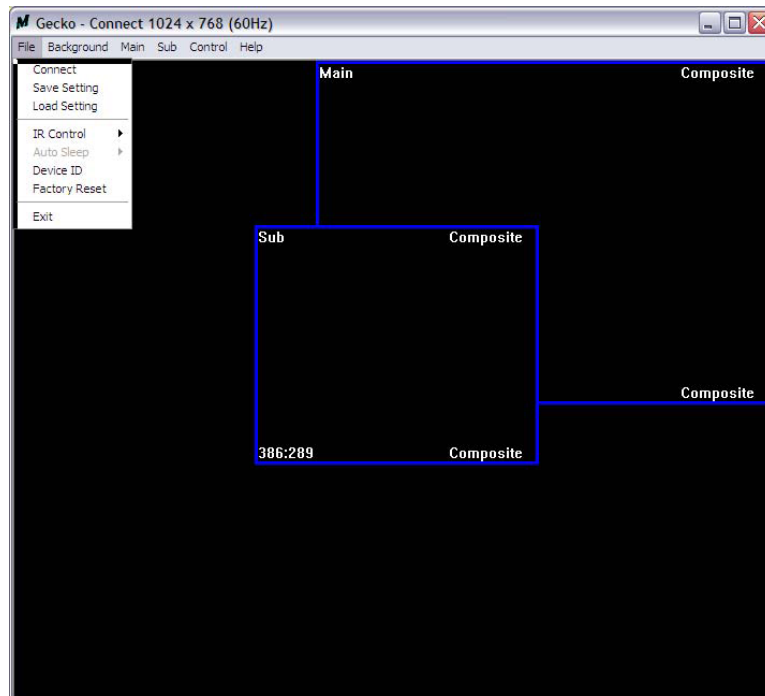 Gecko - Connect 1024 x 768 (60Hz)
File Background Main Sub Control Help
Connect
Save Setting
Load Setting
IR Control
Auto Sleep
Device ID
Factory Reset
Exit
Main Composite
Sub Composite
Composite
386:289 Composite